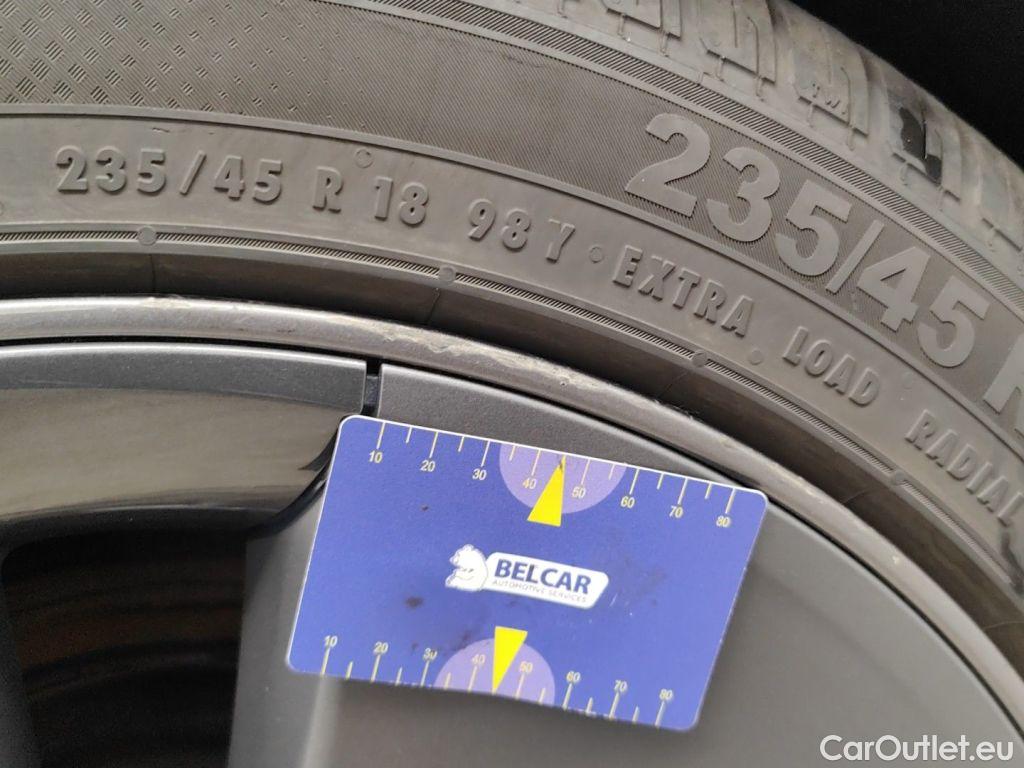 235/45 R 18 98Y EXTRA LOAD RADIAL
235/45 R
10 20 30 40 50 60 70 80
BELCAR
AUTOMOTIVE SERVICES
10 20 30 40 50 60 70 80
CarOutlet.eu